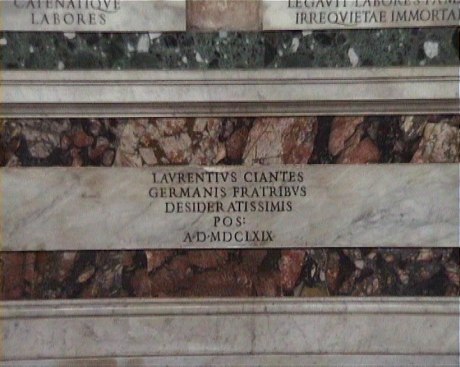 CATENATIQVE
LABORES
LEGAVIT LABORES
IRREQVIETAE IMMORTA
LAVRENTIVS CIANTES
GERMANIS FRATRIBVS
DESIDERATISSIMIS
POS:
A·D·MDCLXIX